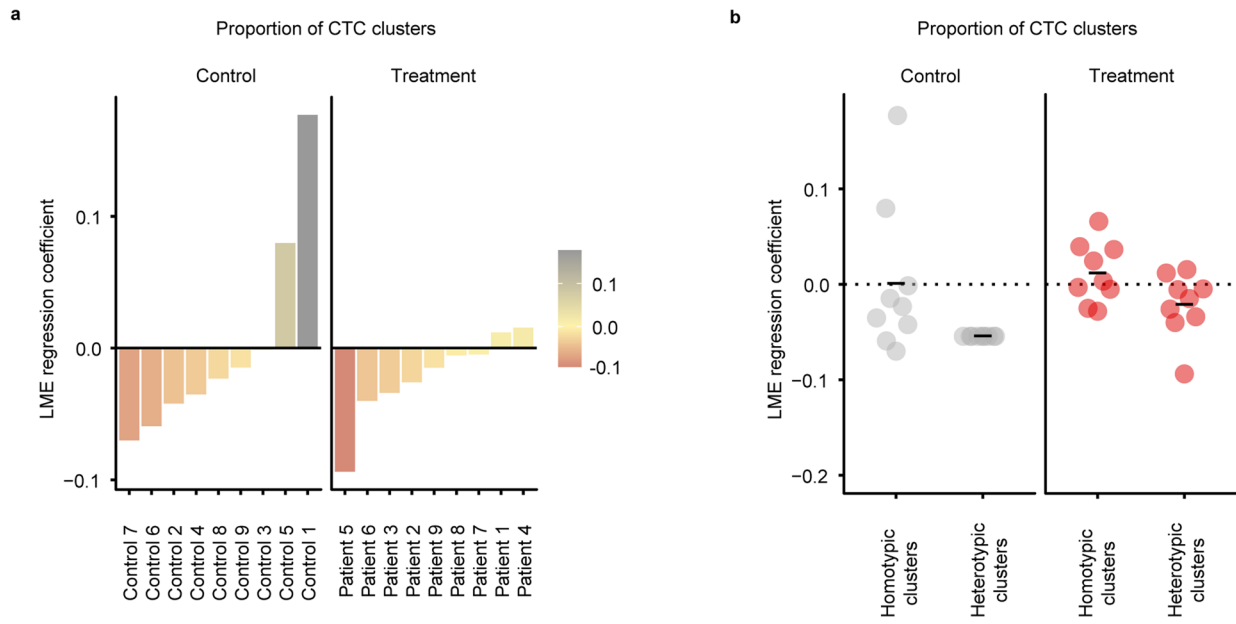 a
Proportion of CTC clusters
Control
Treatment
LME regression coefficient
0.1
0.0
−0.1
0.1
0.0
-0.1
Control 7
Control 6
Control 2
Control 4
Control 8
Control 9
Control 3
Control 5
Control 1
Patient 5
Patient 6
Patient 3
Patient 2
Patient 9
Patient 8
Patient 7
Patient 1
Patient 4
b
Proportion of CTC clusters
Control
Treatment
LME regression coefficient
0.1
0.0
−0.1
−0.2
Homotypic
clusters
Heterotypic
clusters
Homotypic
clusters
Heterotypic
clusters